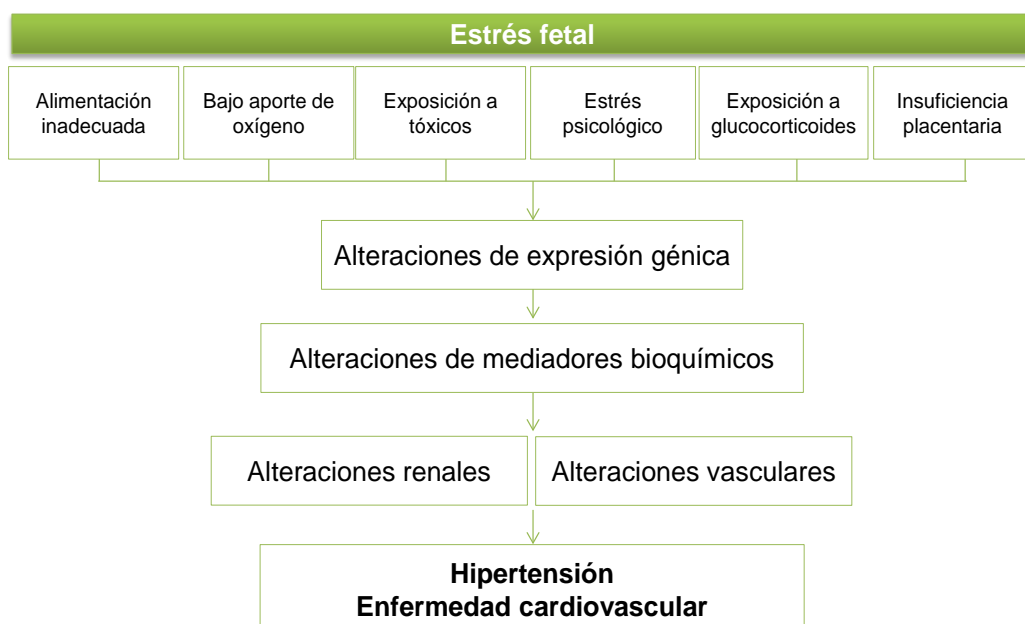 Estrés fetal
Alimentación
inadecuada
Bajo aporte de
oxígeno
Exposición a
tóxicos
Estrés
psicológico
Exposición a
glucocorticoides
Insuficiencia
placentaria
Alteraciones de expresión génica
Alteraciones de mediadores bioquímicos
Alteraciones renales
Alteraciones vasculares
Hipertensión
Enfermedad cardiovascular